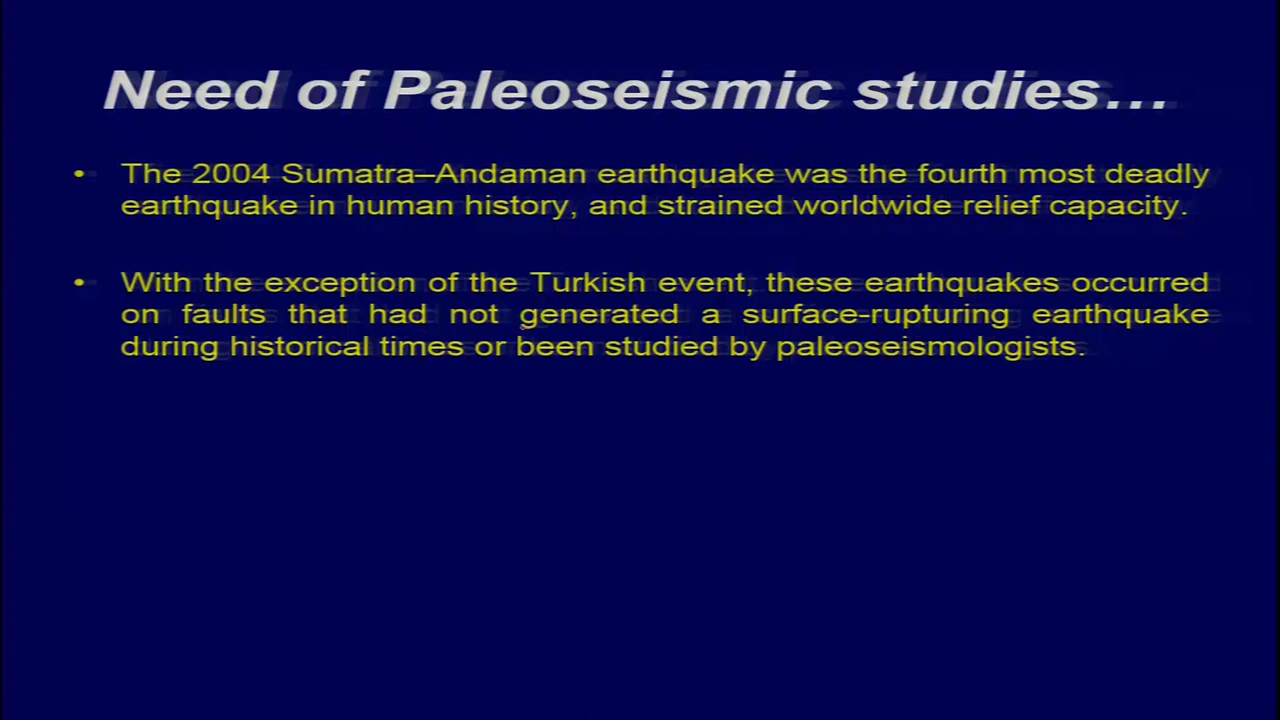 Need of Paleoseismic studies…
• The 2004 Sumatra–Andaman earthquake was the fourth most deadly
earthquake in human history, and strained worldwide relief capacity.
• With the exception of the Turkish event, these earthquakes occurred
on faults that had not generated a surface-rupturing earthquake
during historical times or been studied by paleoseismologists.